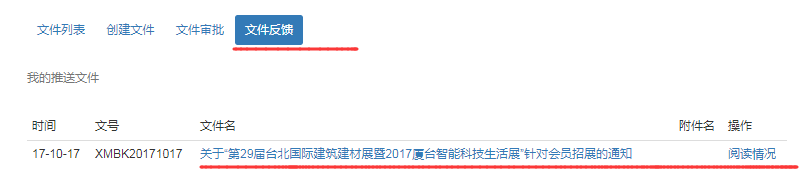 文件列表 创建文件 文件审批 文件反馈
我的推送文件
时间 文号 文件名 附件名 操作
17-10-17 XMBK20171017 关于“第29届台北国际建筑建材展暨2017厦台智能科技生活展”针对会员招展的通知 阅读情况